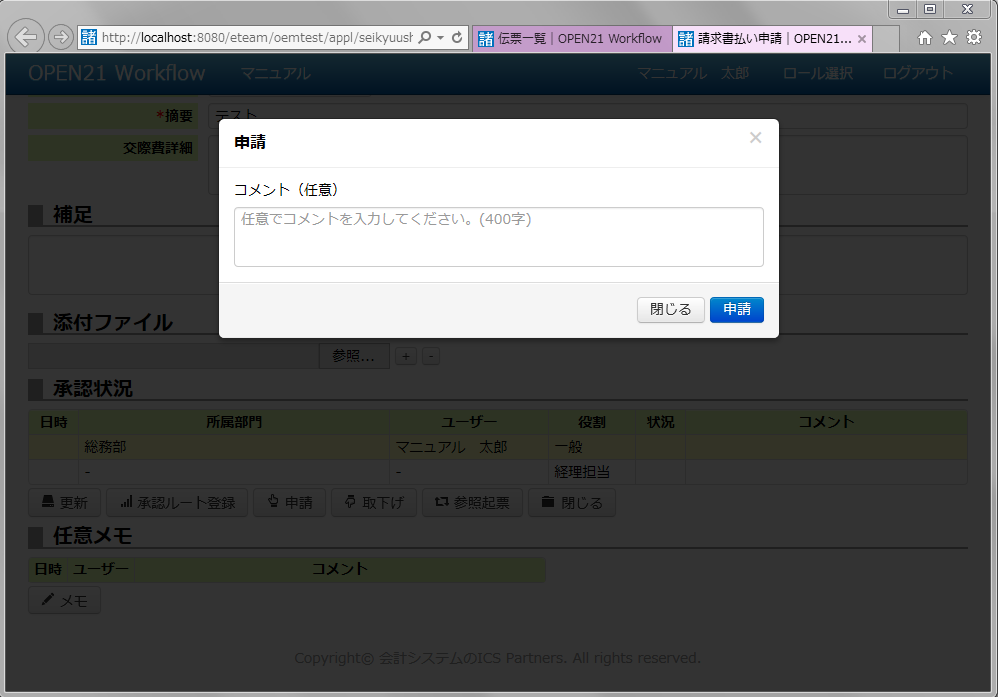 http://localhost:8080/eteam/oemtest/appl/seikyuush
諸 伝票一覧｜OPEN21 Workflow
諸 請求書払い申請｜OPEN21...
OPEN21 Workflow マニュアル マニュアル 太郎 ロール選択 ログアウト
*摘要 テスト
交際費詳細
申請 ×
コメント（任意）
任意でコメントを入力してください。(400字)
閉じる 申請
補足
添付ファイル
参照... + -
承認状況
日時 所属部門 ユーザー 役割 状況 コメント
総務部 マニュアル 太郎 一般
- - 経理担当
更新 承認ルート登録 申請 取下げ 参照起票 閉じる
任意メモ
日時 ユーザー コメント
メモ
Copyright© 会計システムのICS Partners. All rights reserved.